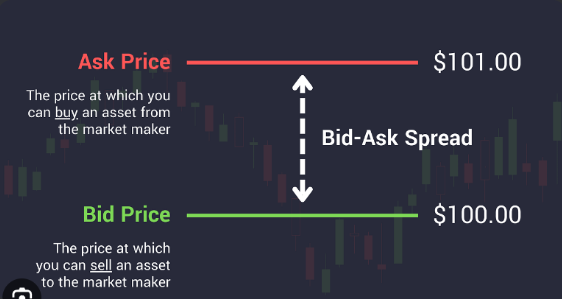 Ask Price
$101.00
The price at which you
can buy an asset from
the market maker
Bid-Ask Spread
Bid Price
$100.00
The price at which
you can sell an asset
to the market maker